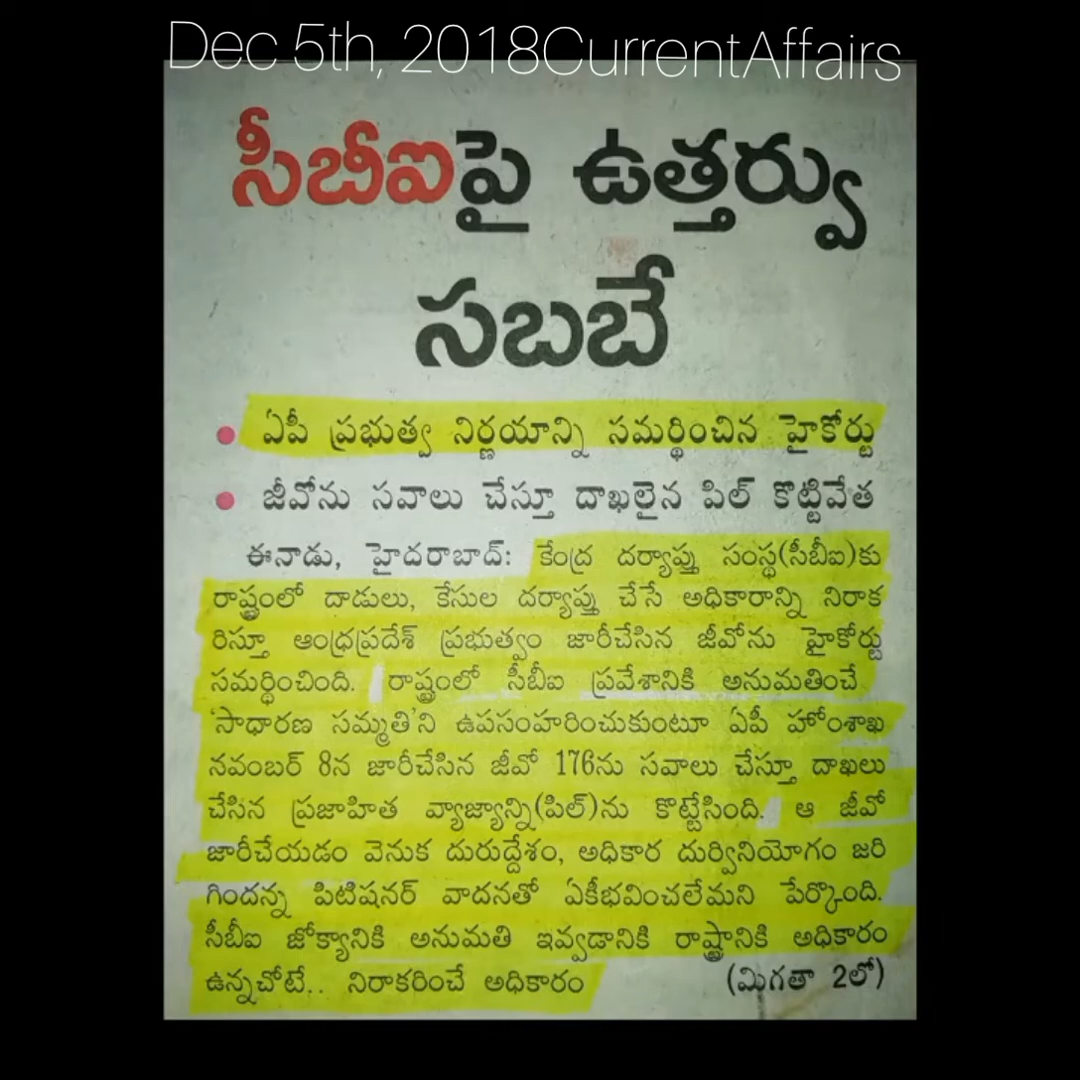 Dec 5th, 2018CurrentAffairs
సీబీఐపై ఉత్తర్వు
సబబే
• ఏపీ ప్రభుత్వ నిర్ణయాన్ని సమర్థించిన హైకోర్టు
• జీవోను సవాలు చేస్తూ దాఖలైన పిల్ కొట్టివేత
ఈనాడు, హైదరాబాద్: కేంద్ర దర్యాప్తు సంస్థ(సీబీఐ)కు
రాష్ట్రంలో దాడులు, కేసుల దర్యాప్తు చేసే అధికారాన్ని నిరాక
రిస్తూ ఆంధ్రప్రదేశ్ ప్రభుత్వం జారీచేసిన జీవోను హైకోర్టు
సమర్థించింది. రాష్ట్రంలో సీబీఐ ప్రవేశానికి అనుమతించే
'సాధారణ సమ్మతి'ని ఉపసంహరించుకుంటూ ఏపీ హోంశాఖ
నవంబర్ 8న జారీచేసిన జీవో 176ను సవాలు చేస్తూ దాఖలు
చేసిన ప్రజాహిత వ్యాజ్యాన్ని(పిల్)ను కొట్టేసింది. ఆ జీవో
జారీచేయడం వెనుక దురుద్దేశం, అధికార దుర్వినియోగం జరి
గిందన్న పిటిషనర్ వాదనతో ఏకీభవించలేమని పేర్కొంది.
సీబీఐ జోక్యానికి అనుమతి ఇవ్వడానికి రాష్ట్రానికి అధికారం
ఉన్నచోటే.. నిరాకరించే అధికారం (మిగతా 2లో)